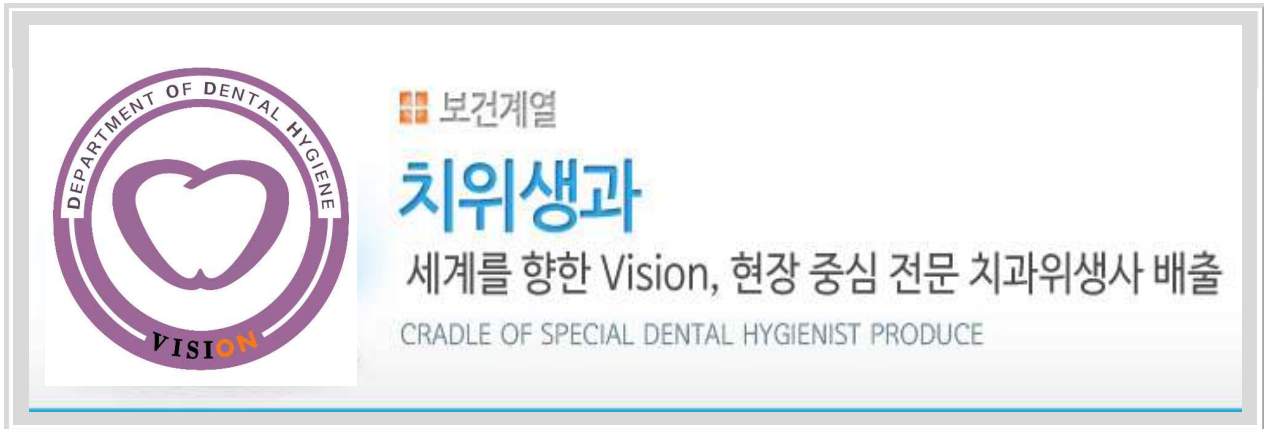 DEPARTMENT OF DENTAL HYGIENE
VISION
보건계열
치위생과
세계를 향한 Vision, 현장 중심 전문 치과위생사 배출
CRADLE OF SPECIAL DENTAL HYGIENIST PRODUCE